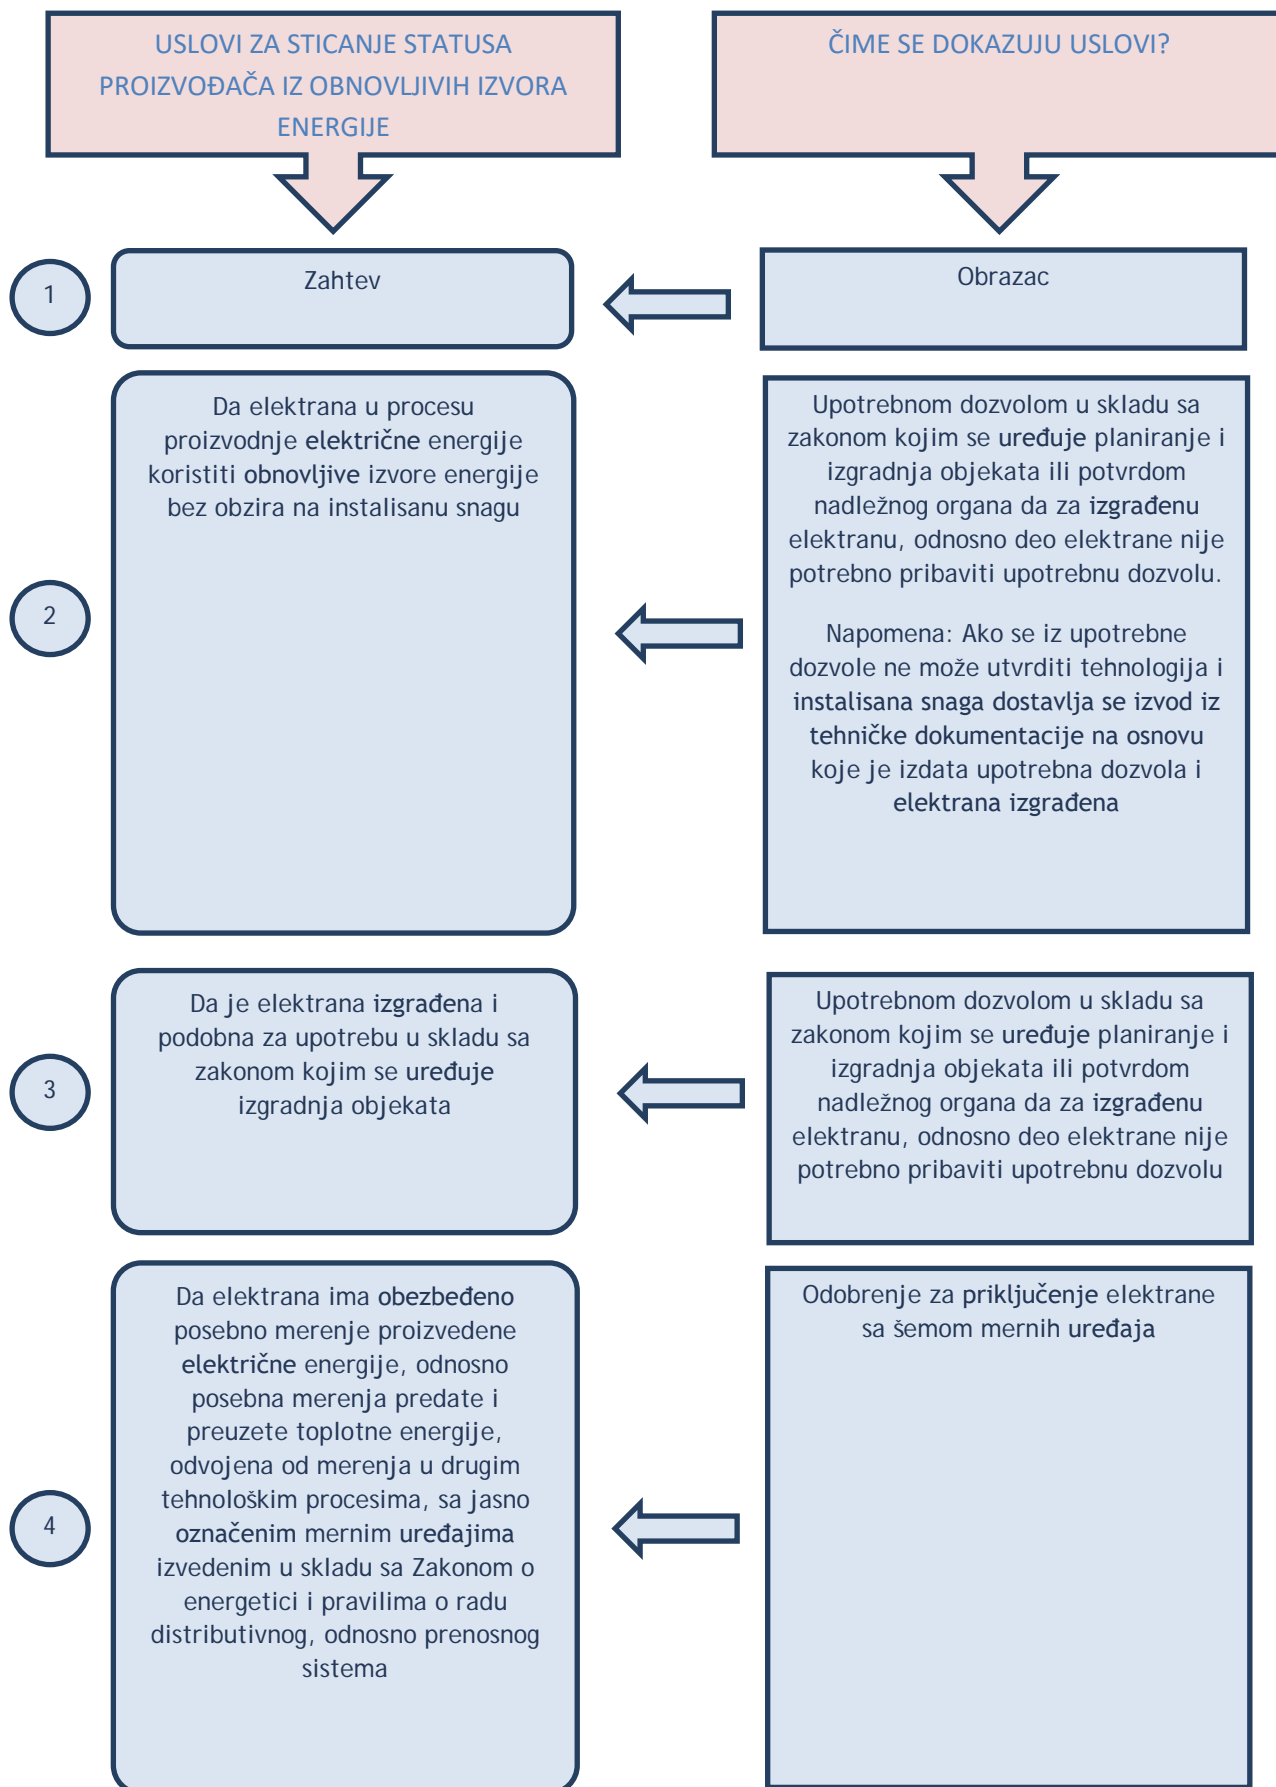 USLOVI ZA STICANJE STATUSA
PROIZVOĐAČA IZ OBNOVLJIVIH IZVORA
ENERGIJE
ČIME SE DOKAZUJU USLOVI?
1
Zahtev
Obrazac
2
Da elektrana u procesu
proizvodnje električne energije
koristiti obnovljive izvore energije
bez obzira na instalisanu snagu
Upotrebnom dozvolom u skladu sa
zakonom kojim se uređuje planiranje i
izgradnja objekata ili potvrdom
nadležnog organa da za izgrađenu
elektranu, odnosno deo elektrane nije
potrebno pribaviti upotrebnu dozvolu.
Napomena: Ako se iz upotrebne
dozvole ne može utvrditi tehnologija i
instalisana snaga dostavlja se izvod iz
tehničke dokumentacije na osnovu
koje je izdata upotrebna dozvola i
elektrana izgrađena
3
Da je elektrana izgrađena i
podobna za upotrebu u skladu sa
zakonom kojim se uređuje
izgradnja objekata
Upotrebnom dozvolom u skladu sa
zakonom kojim se uređuje planiranje i
izgradnja objekata ili potvrdom
nadležnog organa da za izgrađenu
elektranu, odnosno deo elektrane nije
potrebno pribaviti upotrebnu dozvolu
4
Da elektrana ima obezbeđeno
posebno merenje proizvedene
električne energije, odnosno
posebna merenja predate i
preuzete toplotne energije,
odvojena od merenja u drugim
tehnološkim procesima, sa jasno
označenim mernim uređajima
izvedenim u skladu sa Zakonom o
energetici i pravilima o radu
distributivnog, odnosno prenosnog
sistema
Odobrenje za priključenje elektrane
sa šemom mernih uređaja